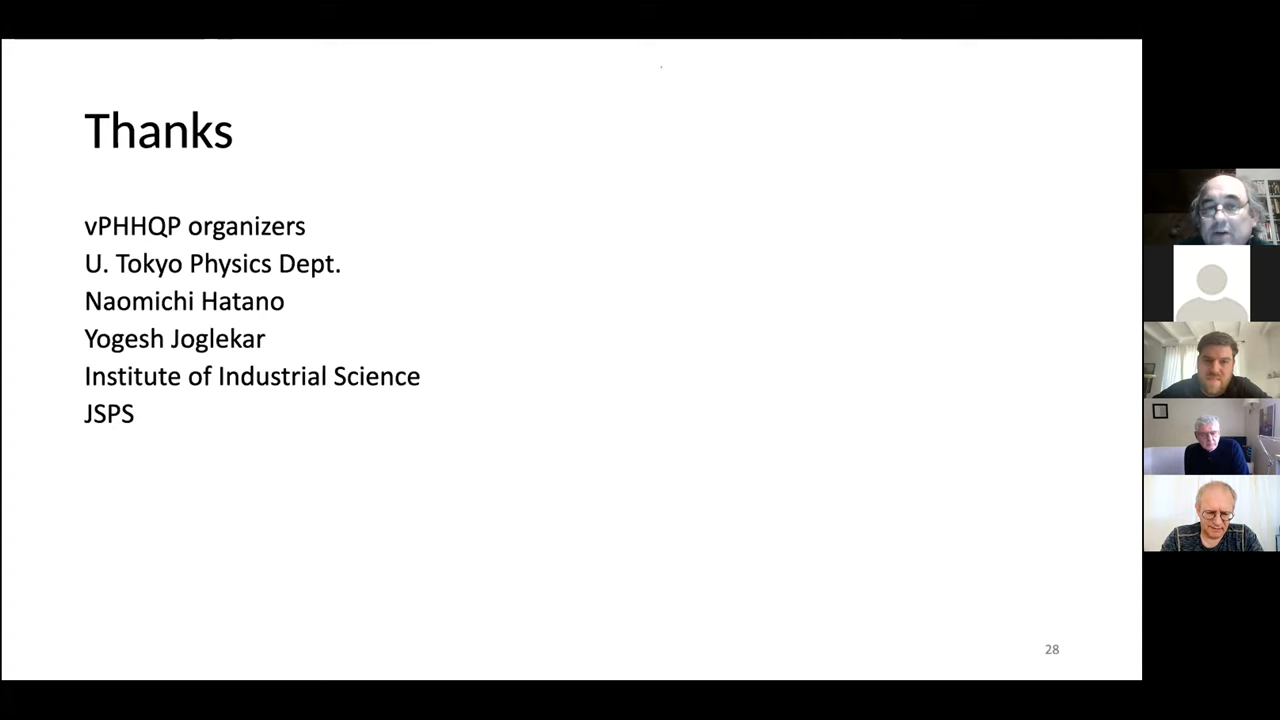 Thanks
vPHHQP organizers
U. Tokyo Physics Dept.
Naomichi Hatano
Yogesh Joglekar
Institute of Industrial Science
JSPS
28